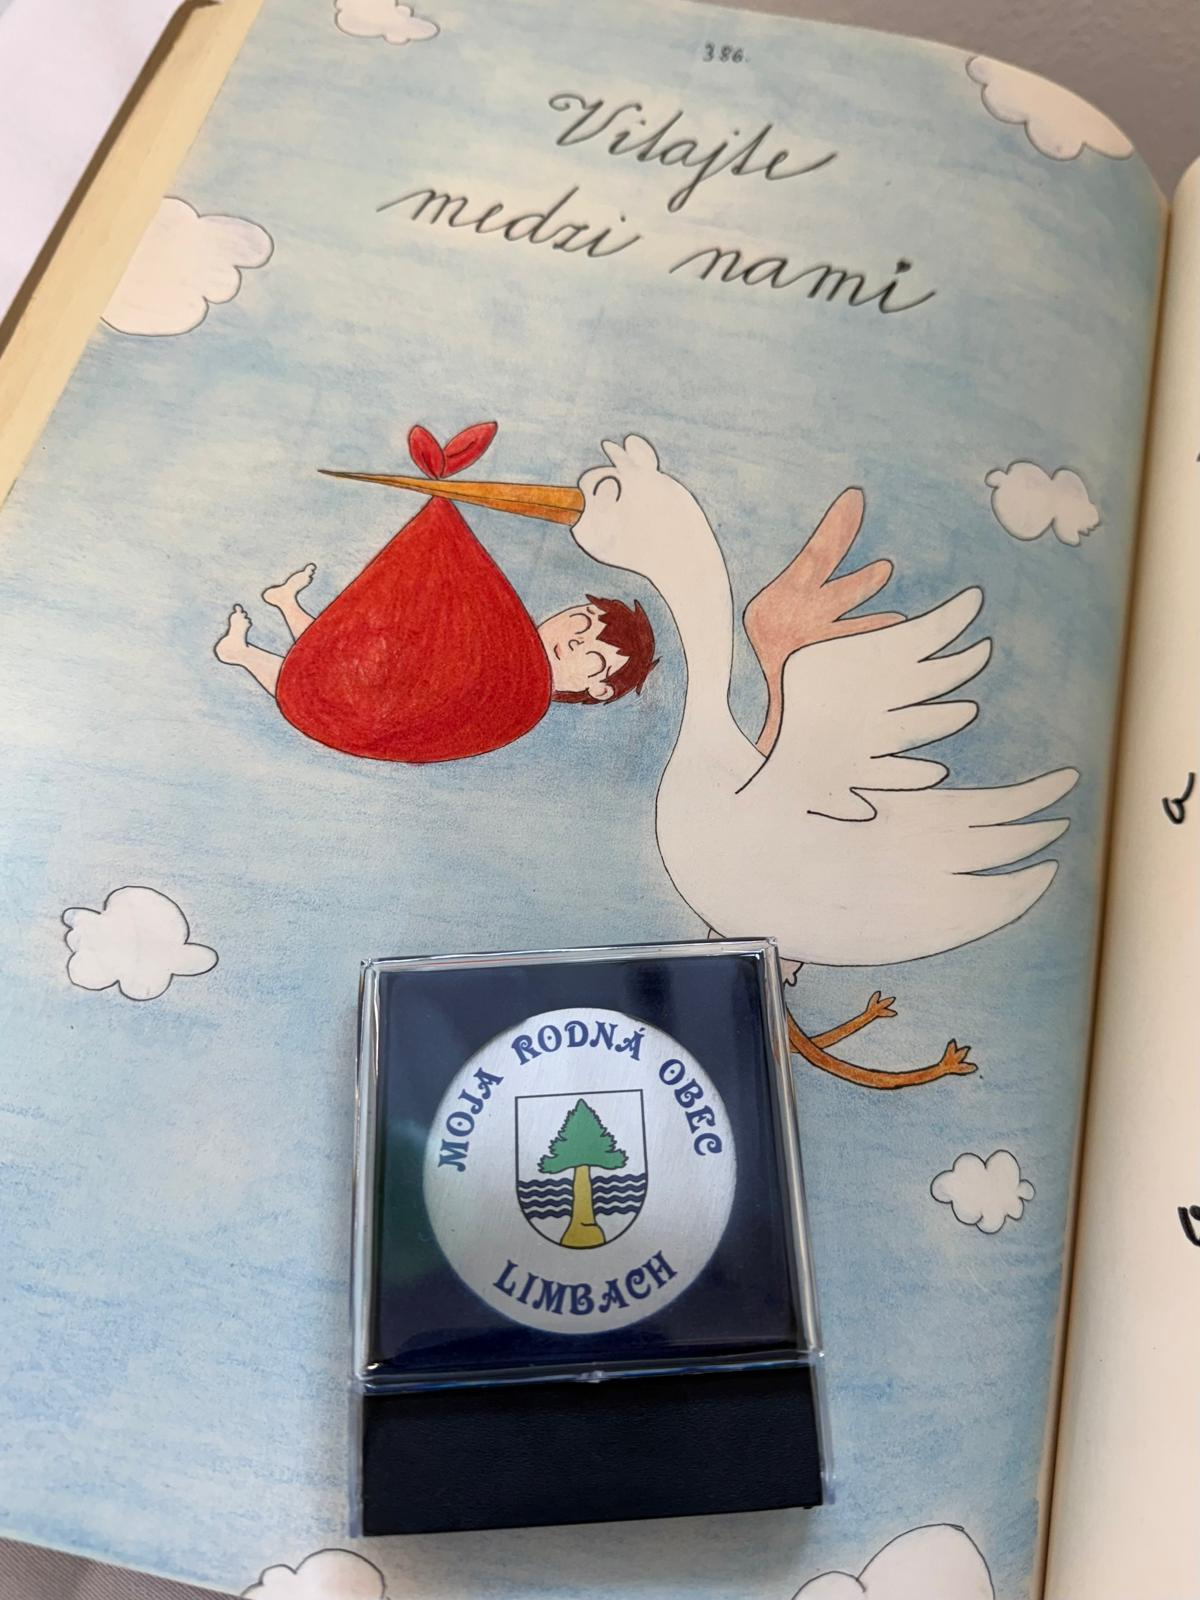 386.
Vitajte
medzi nami
MOJA RODNÁ OBEC
LIMBACH
a